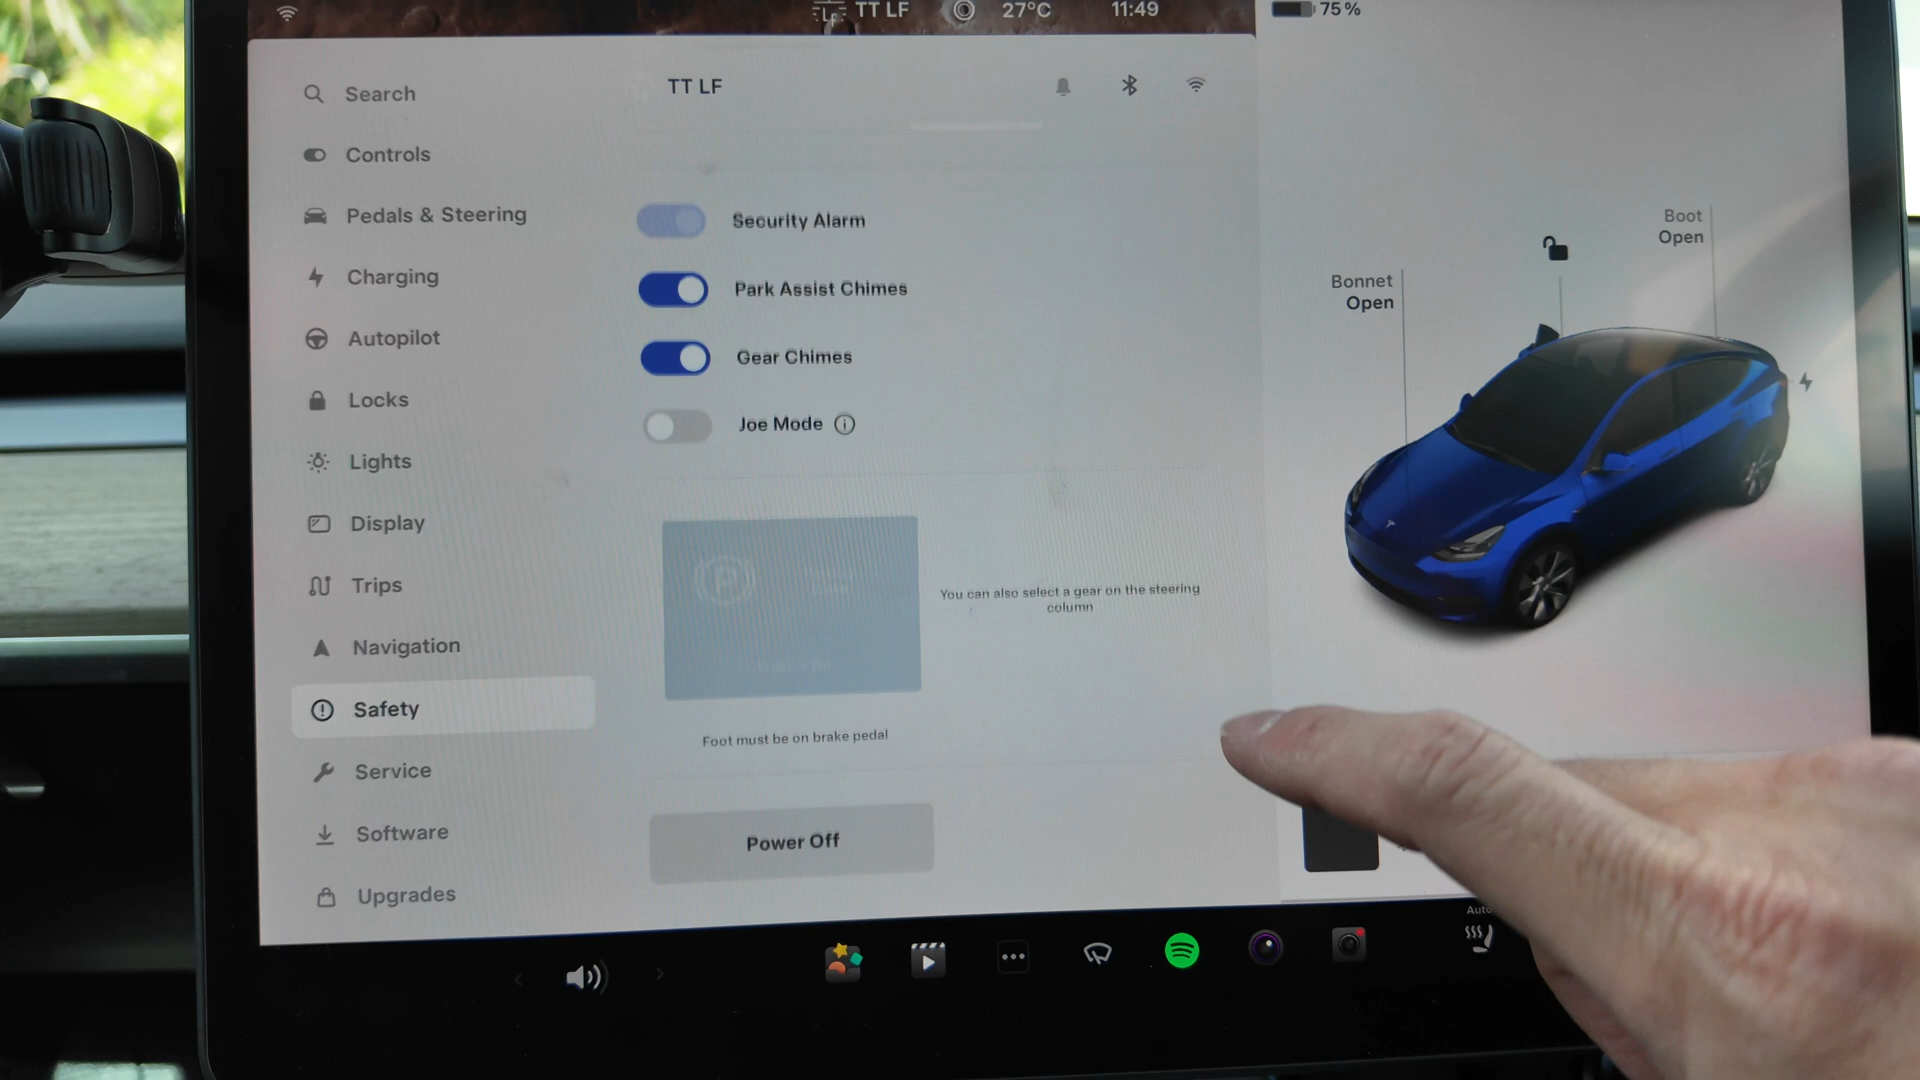 TT LF
27°C
11:49
75%
Search
Controls
Pedals & Steering
Charging
Autopilot
Locks
Lights
Display
Trips
Navigation
Safety
Service
Software
Upgrades
TT LF
Security Alarm
Park Assist Chimes
Gear Chimes
Joe Mode
You can also select a gear on the steering
column
Foot must be on brake pedal
Power Off
Boot
Open
Bonnet
Open
Auto